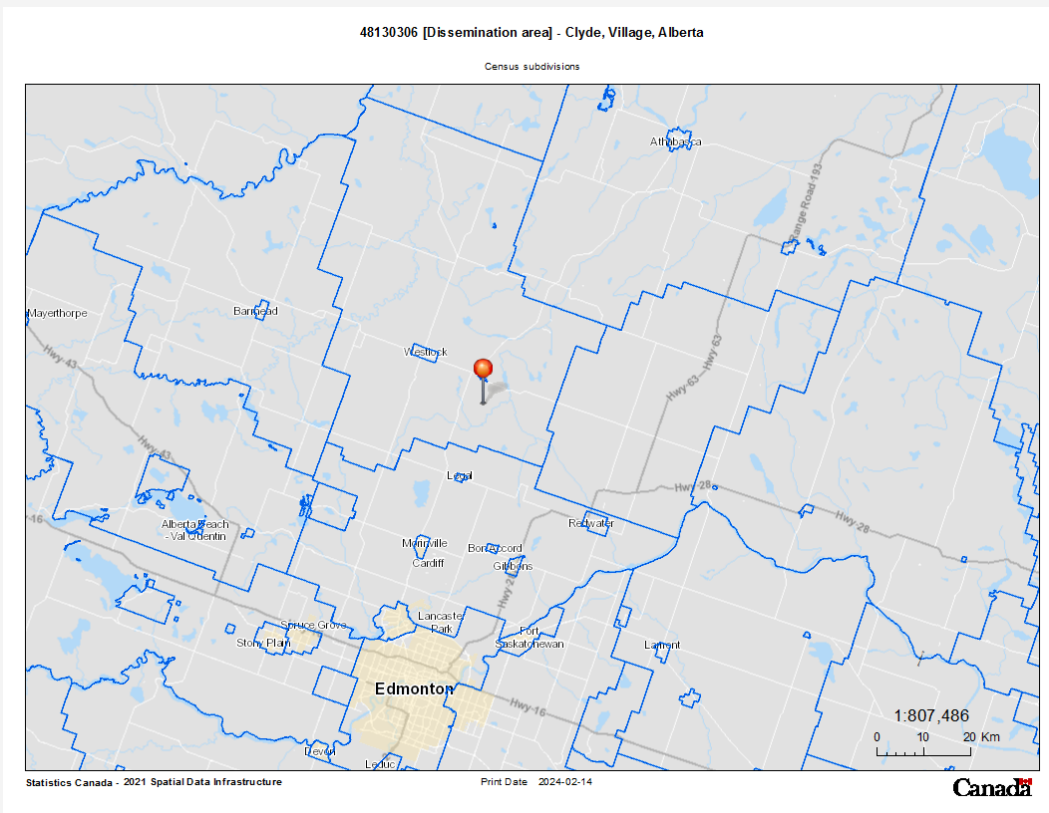 48130306 [Dissemination area] - Clyde, Village, Alberta
Census subdivisions
Athabasca
Range Road-193
Mayerthorpe
Barrhead
Hwy-43
Westlock
Hwy-63
Hwy-63
Hwy-43
Legal
Hwy-28
16
Alberta Beach
- Val Quentin
Redwater
Hwy-28
Morinville
Bon Accord
Cardiff
Gibbons
Hwy-28
Lancaster
Park
Spruce Grove
Stony Plain
Fort
Saskatchewan
Lamont
Edmonton
Hwy-16
1:807,486
0 10 20 Km
Devon
Leduc
Statistics Canada - 2021 Spatial Data Infrastructure
Print Date 2024-02-14
Canada